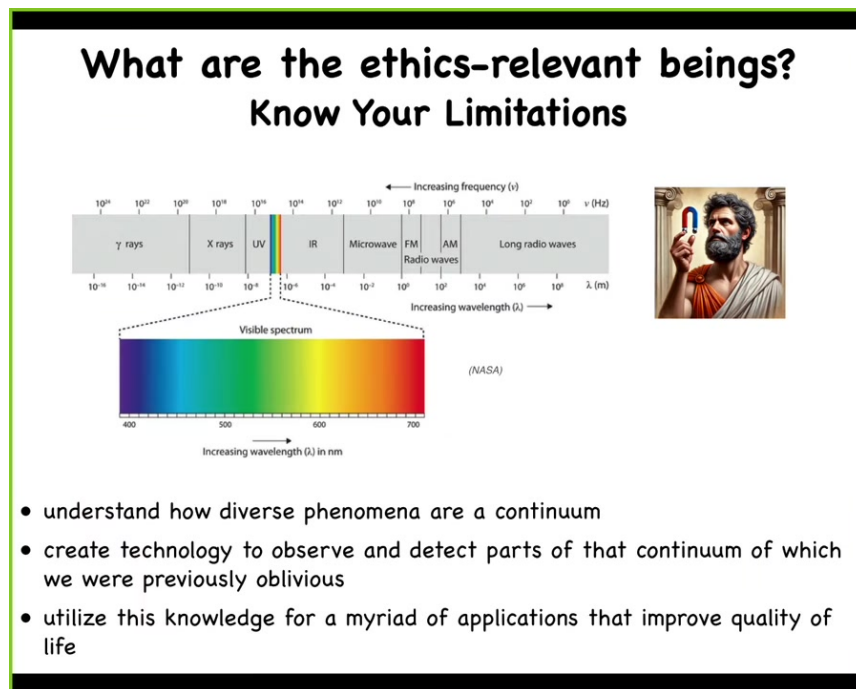 What are the ethics-relevant beings?
Know Your Limitations
Increasing frequency (ν)
10²⁴ 10²² 10²⁰ 10¹⁸ 10¹⁶ 10¹⁴ 10¹² 10¹⁰ 10⁸ 10⁶ 10⁴ 10² 10⁰ ν (Hz)
γ rays X rays UV IR Microwave FM AM Long radio waves
Radio waves
10⁻¹⁶ 10⁻¹⁴ 10⁻¹² 10⁻¹⁰ 10⁻⁸ 10⁻⁶ 10⁻⁴ 10⁻² 10⁰ 10² 10⁴ 10⁶ 10⁸ λ (m)
Increasing wavelength (λ)
Visible spectrum
(NASA)
400 500 600 700
Increasing wavelength (λ) in nm
• understand how diverse phenomena are a continuum
• create technology to observe and detect parts of that continuum of which
we were previously oblivious
• utilize this knowledge for a myriad of applications that improve quality of
life